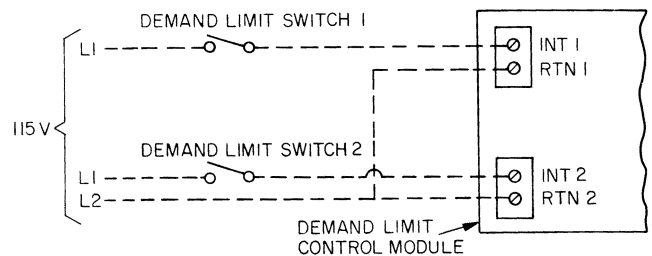 DEMAND LIMIT SWITCH 1
L1
INT 1
RTN 1
115V
DEMAND LIMIT SWITCH 2
L1
INT 2
L2
RTN 2
DEMAND LIMIT
CONTROL MODULE